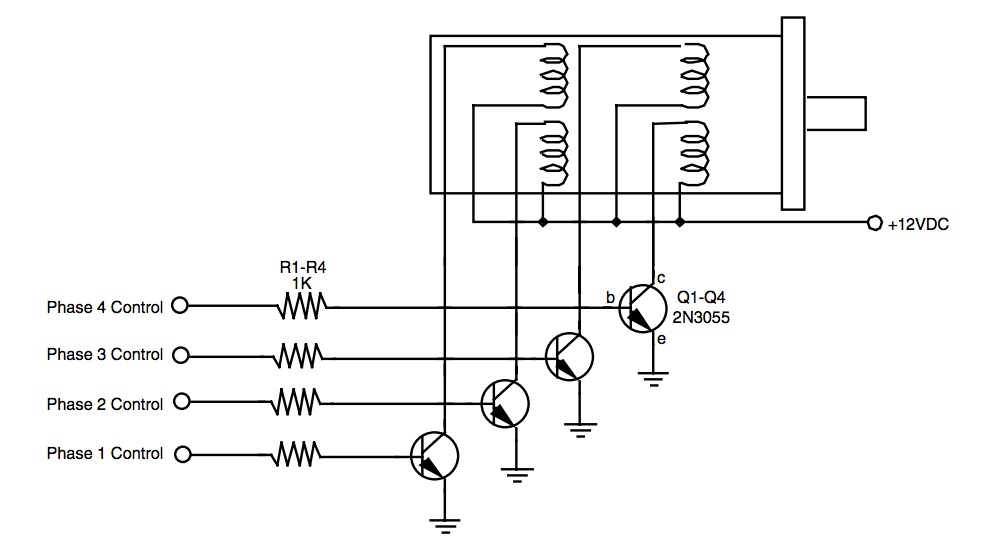 +12VDC
R1-R4
1K
c
b
Q1-Q4
2N3055
e
Phase 4 Control
Phase 3 Control
Phase 2 Control
Phase 1 Control